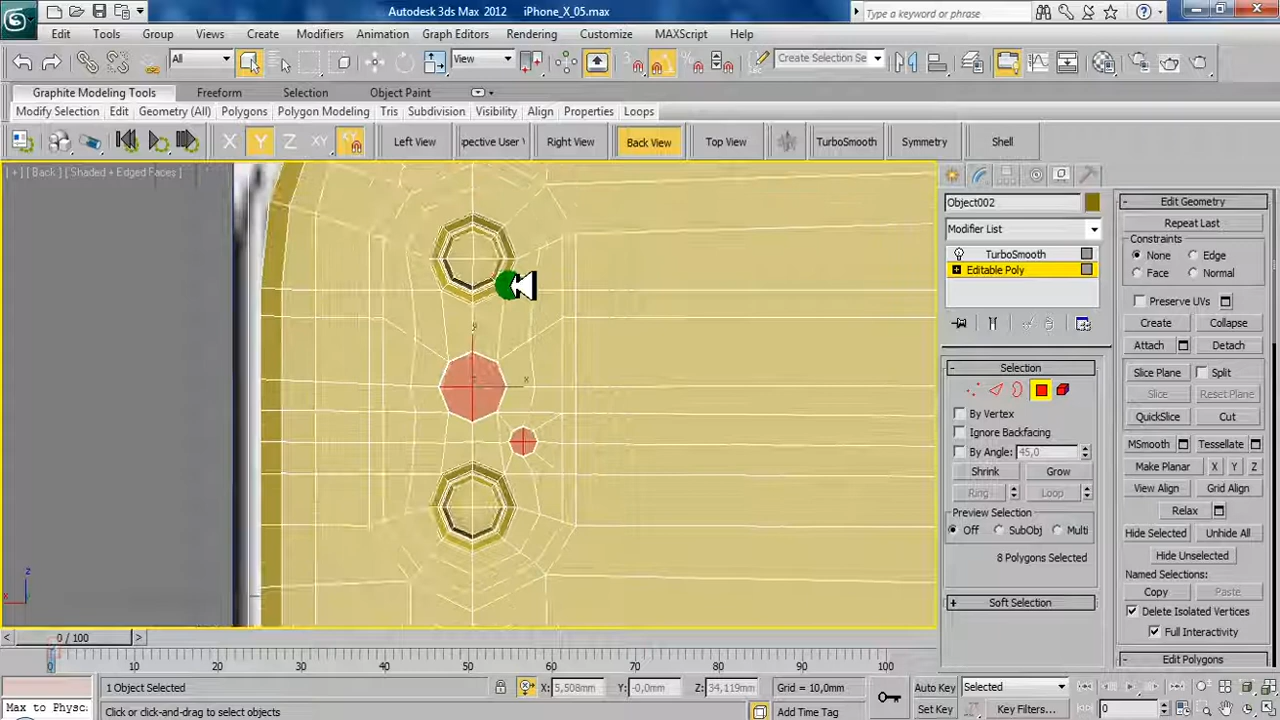 Autodesk 3ds Max 2012 iPhone_X_05.max
Type a keyword or phrase
Edit Tools Group Views Create Modifiers Animation Graph Editors Rendering Customize MAXScript Help
All View Create Selection Se
Graphite Modeling Tools Freeform Selection Object Paint
Modify Selection Edit Geometry (All) Polygons Polygon Modeling Tris Subdivision Visibility Align Properties Loops
X Y Z XY Left View pective User V Right View Back View Top View TurboSmooth Symmetry Shell
[ + ] [ Back ] [ Shaded + Edged Faces ]
y
x
z
x
Object002
Modifier List
TurboSmooth
Editable Poly
Selection
By Vertex
Ignore Backfacing
By Angle: 45,0
Shrink Grow
Ring Loop
Preview Selection
Off SubObj Multi
8 Polygons Selected
Soft Selection
Edit Geometry
Repeat Last
Constraints
None Edge
Face Normal
Preserve UVs
Create Collapse
Attach Detach
Slice Plane Split
Slice Reset Plane
QuickSlice Cut
MSmooth Tessellate
Make Planar X Y Z
View Align Grid Align
Relax
Hide Selected Unhide All
Hide Unselected
Named Selections:
Copy Paste
Delete Isolated Vertices
Full Interactivity
Edit Polygons
0 / 100
0 10 20 30 40 50 60 70 80 90 100
1 Object Selected X: 5,508mm Y: -0,0mm Z: 34,119mm Grid = 10,0mm Auto Key Selected
Max to Physc Click or click-and-drag to select objects Add Time Tag Set Key Key Filters... 0